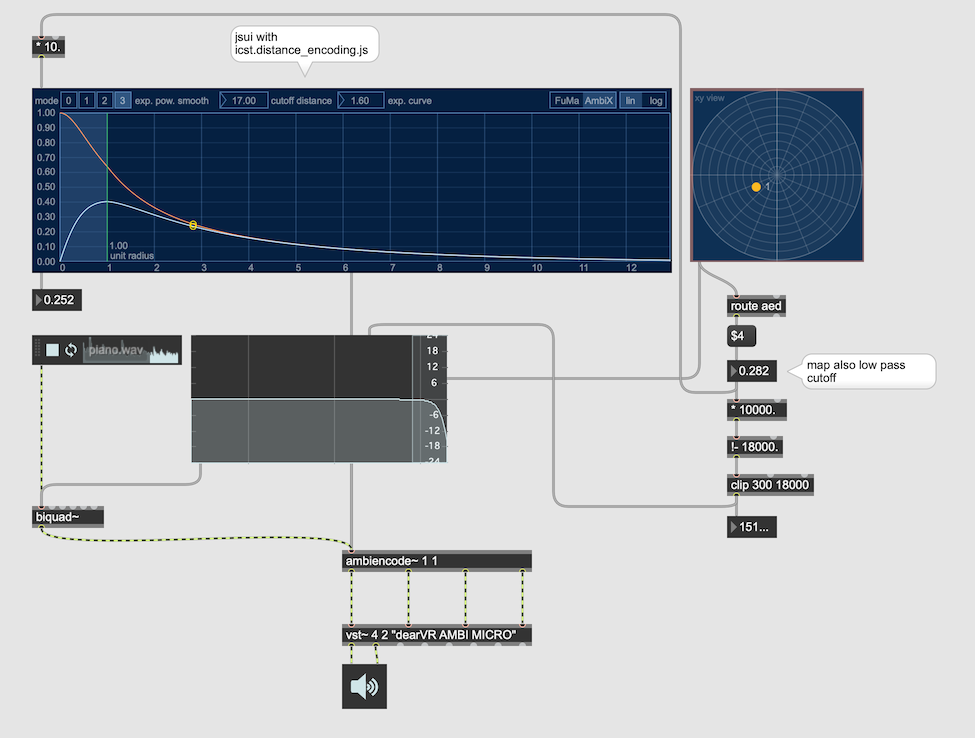 * 10.
jsui with
icst.distance_encoding.js
mode 0 1 2 3 exp. pow. smooth 17.00 cutoff distance 1.60 exp. curve FuMa AmbiX lin log
1.00
0.90
0.80
0.70
0.60
0.50
0.40
0.30
0.20
0.10
0.00
1.00
unit radius
0 1 2 3 4 5 6 7 8 9 10 11 12
xy view
1
0.252
route aed
$4
0.282
map also low pass
cutoff
* 10000.
!- 18000.
clip 300 18000
151...
piano.wav
24
18
12
6
-6
-12
-18
-24
biquad~
ambiencode~ 1 1
vst~ 4 2 "dearVR AMBI MICRO"